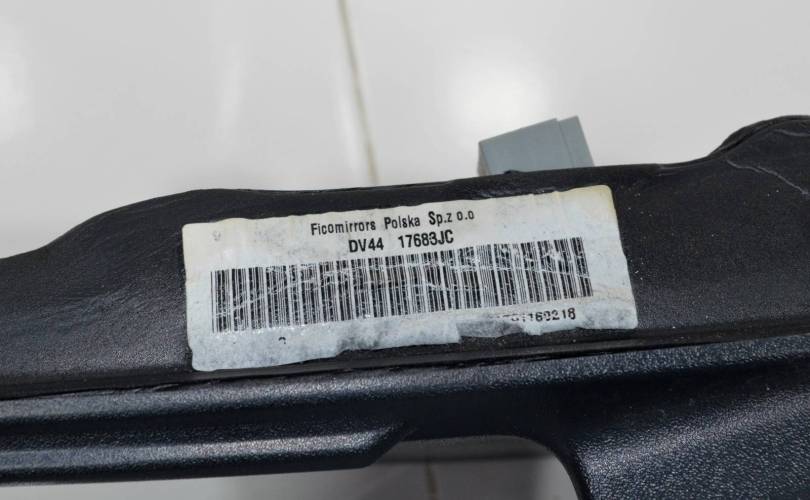 Ficomirrors Polska Sp.z o.o
DV44 17683JC